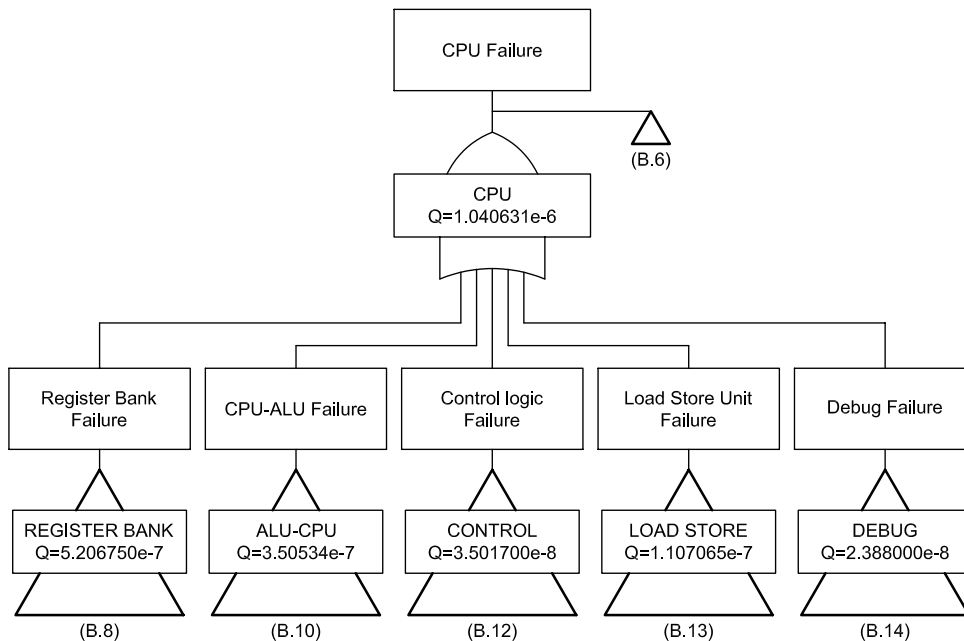 CPU Failure
(B.6)
CPU
Q=1.040631e-6
Register Bank
Failure
CPU-ALU Failure
Control logic
Failure
Load Store Unit
Failure
Debug Failure
REGISTER BANK
Q=5.206750e-7
ALU-CPU
Q=3.50534e-7
CONTROL
Q=3.501700e-8
LOAD STORE
Q=1.107065e-7
DEBUG
Q=2.388000e-8
(B.8)
(B.10)
(B.12)
(B.13)
(B.14)